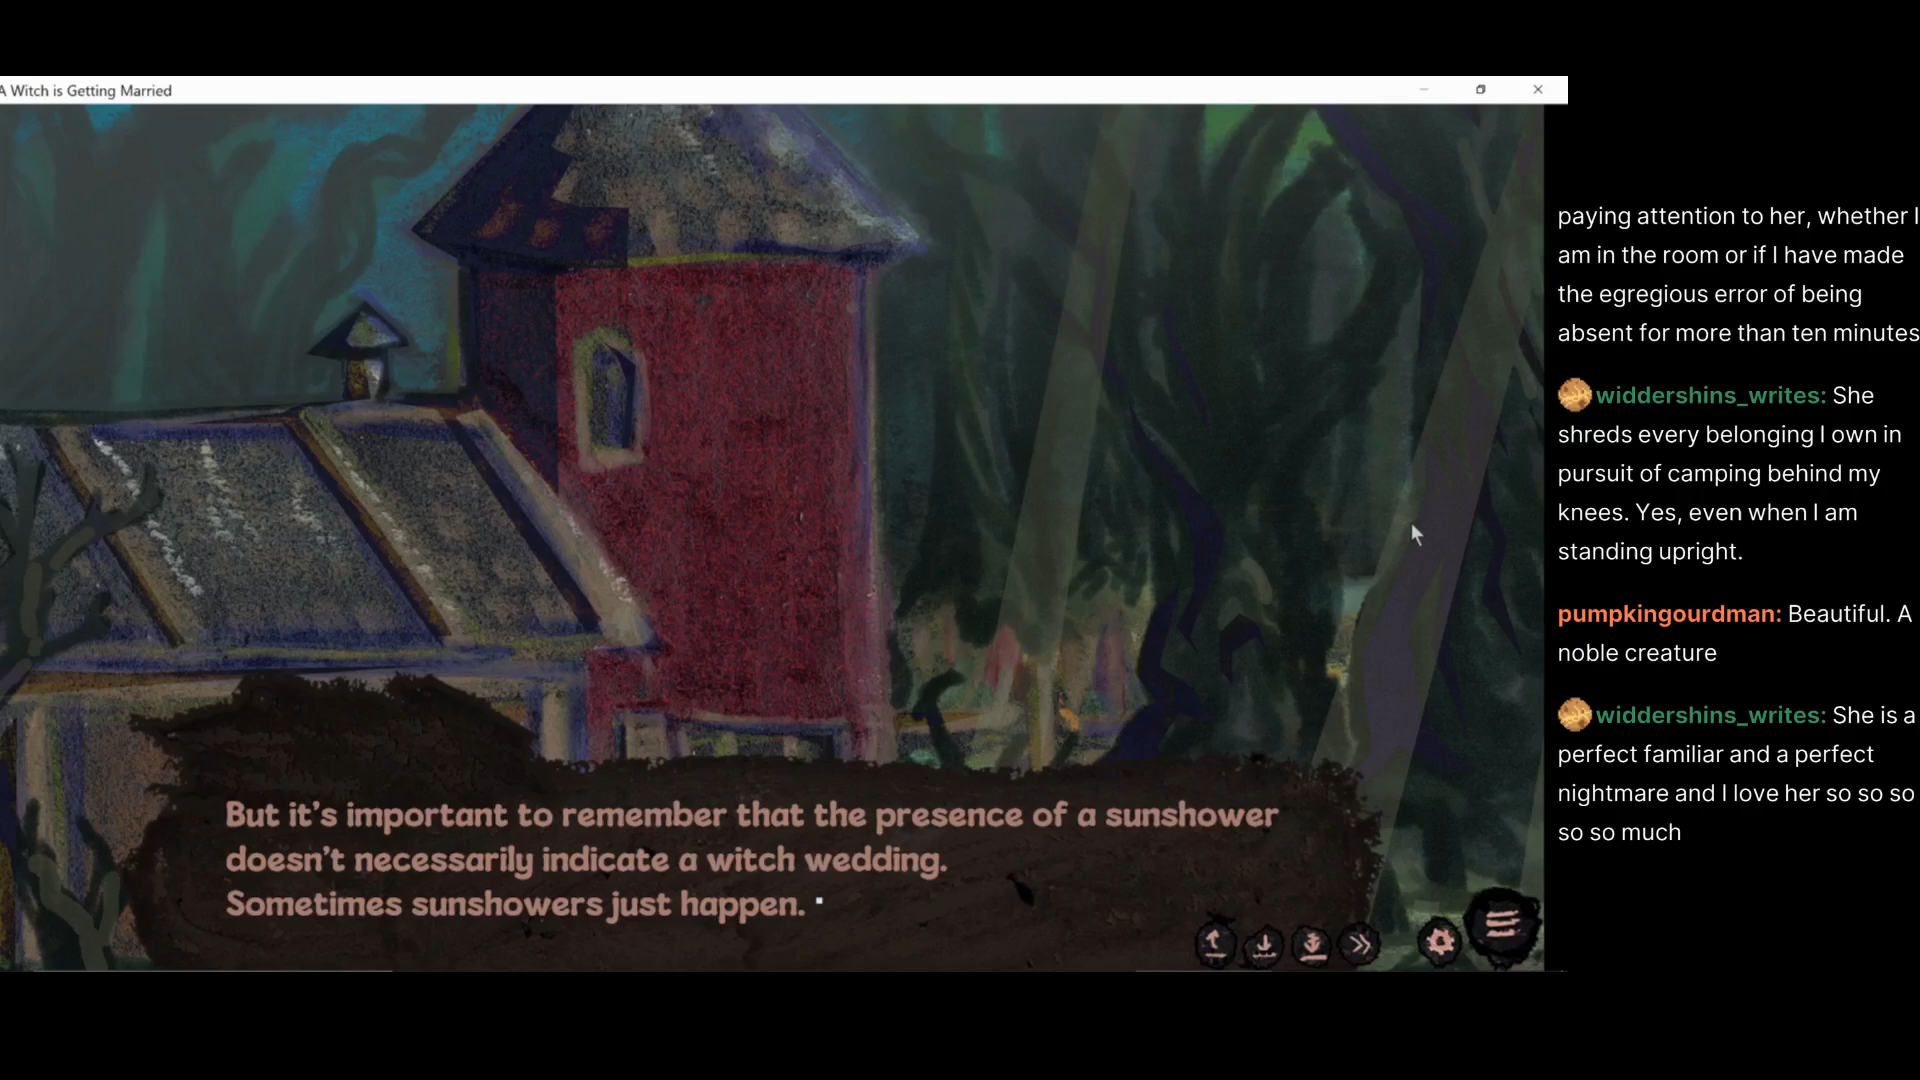 A Witch is Getting Married
But it's important to remember that the presence of a sunshower
doesn't necessarily indicate a witch wedding.
Sometimes sunshowers just happen.
paying attention to her, whether I
am in the room or if I have made
the egregious error of being
absent for more than ten minutes
widdershins_writes: She
shreds every belonging I own in
pursuit of camping behind my
knees. Yes, even when I am
standing upright.
pumpkingourdman: Beautiful. A
noble creature
widdershins_writes: She is a
perfect familiar and a perfect
nightmare and I love her so so so
so so much